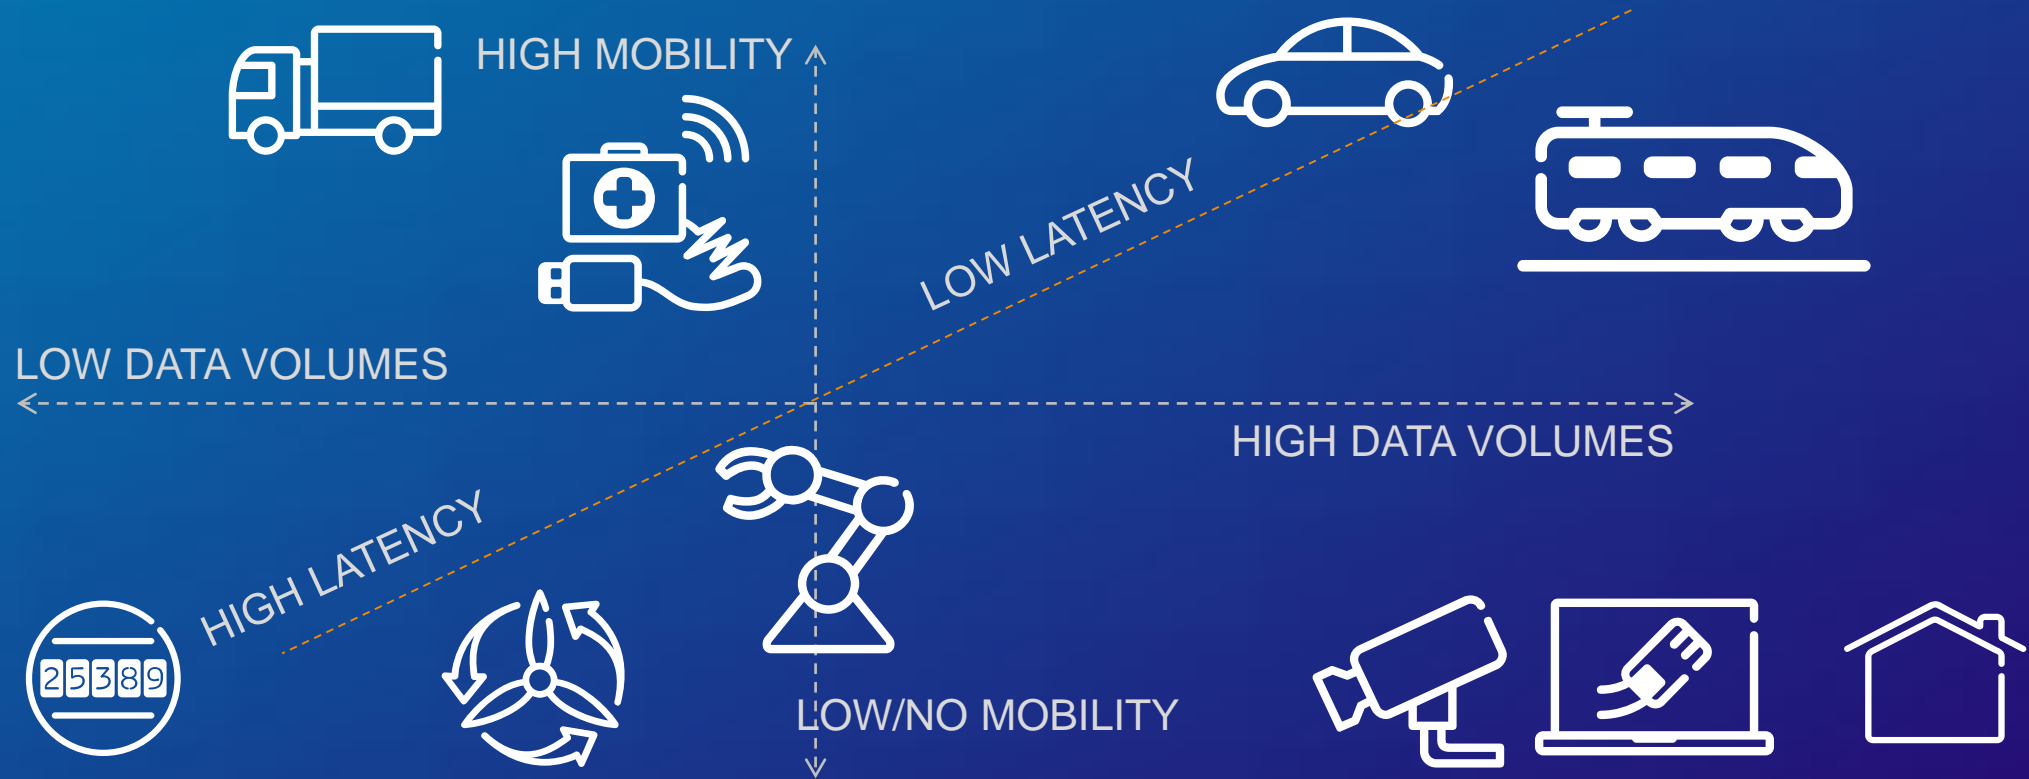 HIGH MOBILITY
LOW LATENCY
LOW DATA VOLUMES
HIGH DATA VOLUMES
HIGH LATENCY
25389
LOW/NO MOBILITY